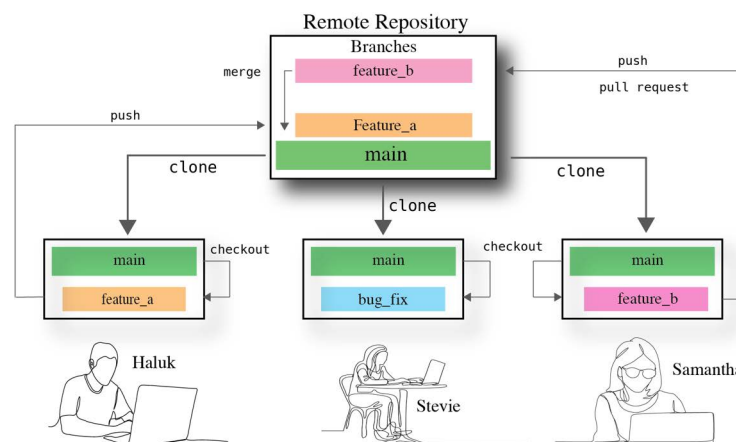 Remote Repository
Branches
merge
feature_b
push
pull request
push
Feature_a
main
clone
clone
clone
main
checkout
feature_a
main
checkout
bug_fix
main
feature_b
Haluk
Stevie
Samantha